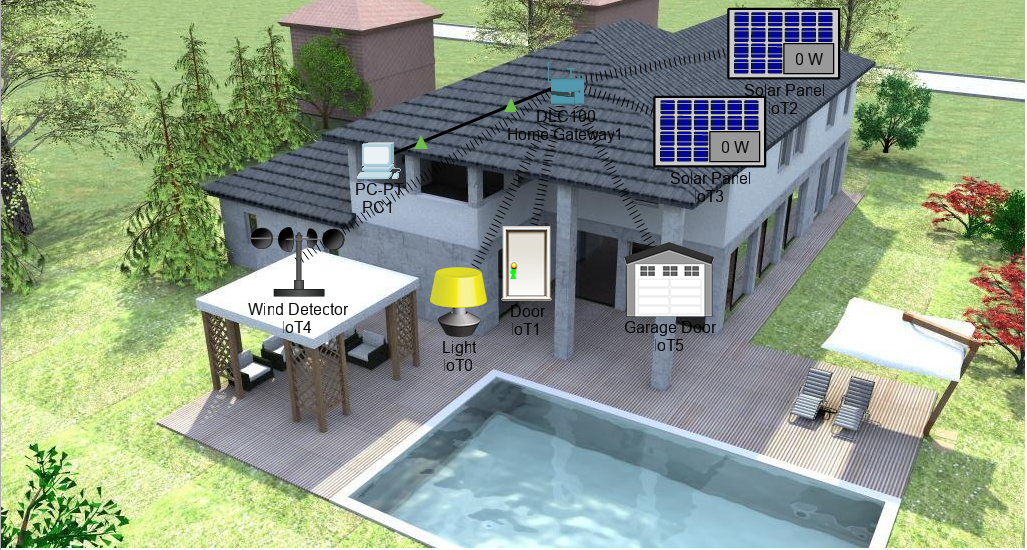 0 W
Solar Panel
IoT2
DLC100
Home Gateway1
0 W
Solar Panel
IoT3
PC-PT
PC1
Wind Detector
IoT4
Door
IoT1
Garage Door
IoT5
Light
IoT0